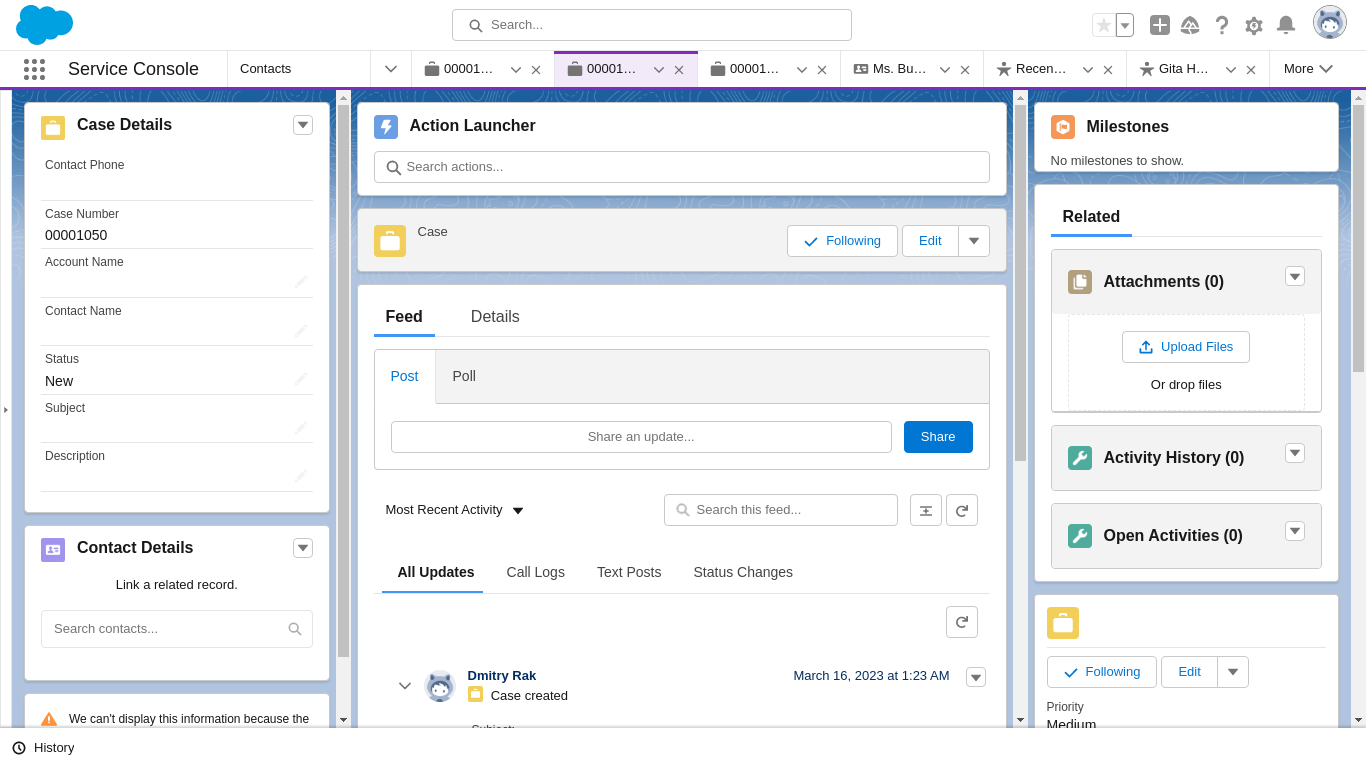 Search...
Service Console
Contacts
00001...
00001...
00001...
Ms. Bu...
Recen...
Gita H...
More
Case Details
Contact Phone
Case Number
00001050
Account Name
Contact Name
Status
New
Subject
Description
Contact Details
Link a related record.
Search contacts...
We can't display this information because the
Action Launcher
Search actions...
Case
Following
Edit
Feed
Details
Post
Poll
Share an update...
Share
Most Recent Activity
Search this feed...
All Updates
Call Logs
Text Posts
Status Changes
Dmitry Rak
March 16, 2023 at 1:23 AM
Case created
Subject:
Milestones
No milestones to show.
Related
Attachments (0)
Upload Files
Or drop files
Activity History (0)
Open Activities (0)
Following
Edit
Priority
Medium
History